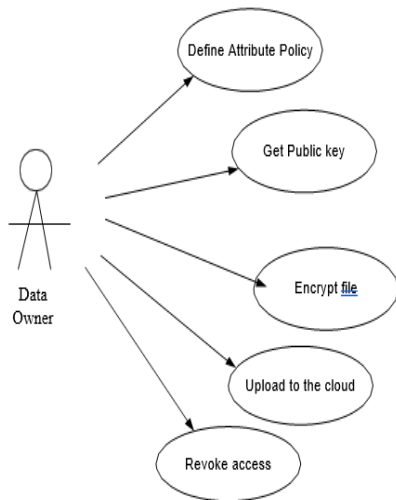 Define Attribute Policy
Get Public key
Encrypt file
Data
Owner
Upload to the cloud
Revoke access